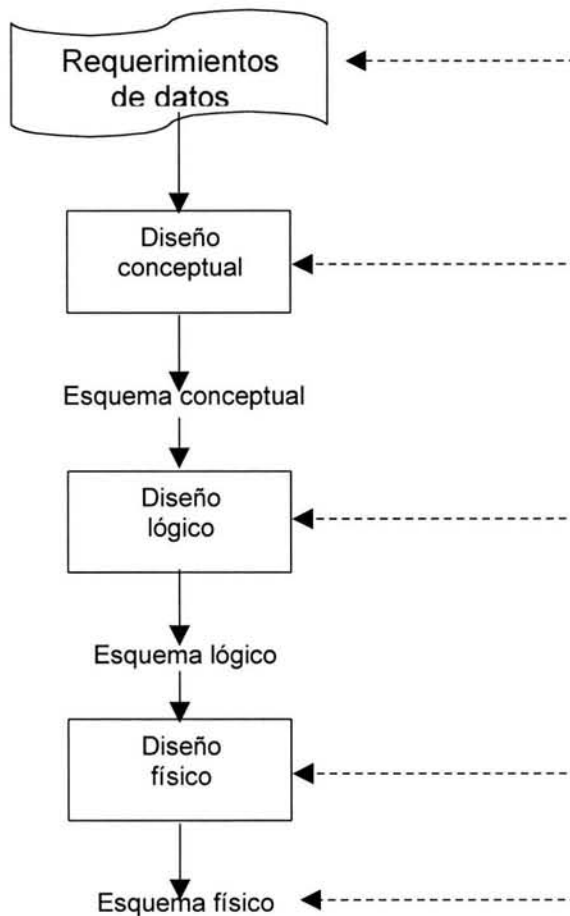 Requerimientos
de datos
Diseño
conceptual
Esquema conceptual
Diseño
lógico
Esquema lógico
Diseño
físico
Esquema físico